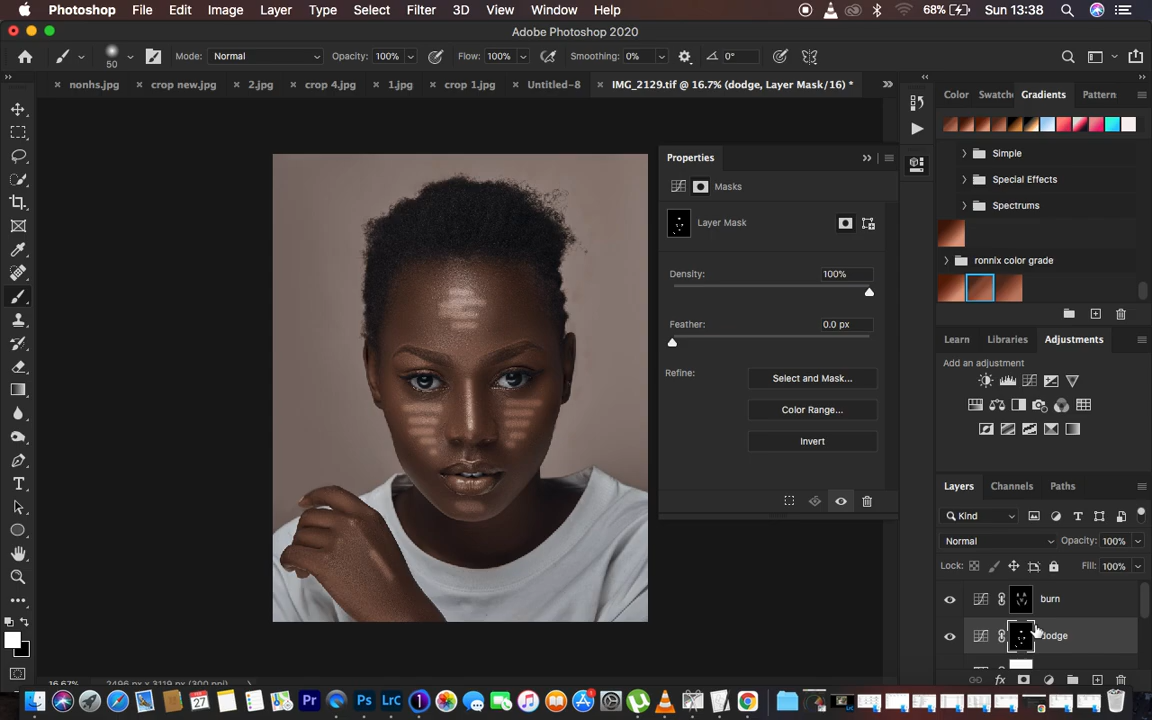 Photoshop File Edit Image Layer Type Select Filter 3D View Window Help 68% Sun 13:38
Adobe Photoshop 2020
50 Mode: Normal Opacity: 100% Flow: 100% Smoothing: 0% 0°
nonhs.jpg crop new.jpg 2.jpg crop 4.jpg 1.jpg crop 1.jpg Untitled-8 IMG_2129.tif @ 16.7% (dodge, Layer Mask/16) *
Color Swatch Gradients Pattern
Simple
Special Effects
Spectrums
ronnix color grade
Properties
Masks
Layer Mask
Density: 100%
Feather: 0.0 px
Refine: Select and Mask...
Color Range...
Invert
Learn Libraries Adjustments
Add an adjustment
Layers Channels Paths
Kind
Normal Opacity: 100%
Lock: Fill: 100%
burn
dodge